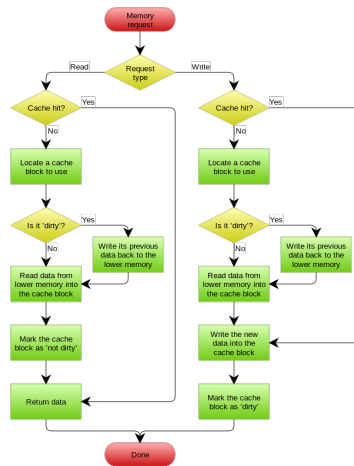 Memory
request
Read
Request
type
Write
Cache hit?
Yes
Cache hit?
Yes
No
No
Locate a cache
block to use
Locate a cache
block to use
Is it 'dirty'?
Yes
Is it 'dirty'?
Yes
No
Write its previous
data back to the
lower memory
No
Write its previous
data back to the
lower memory
Read data from
lower memory into
the cache block
Read data from
lower memory into
the cache block
Mark the cache
block as 'not dirty'
Write the new
data into the
cache block
Return data
Mark the cache
block as 'dirty'
Done